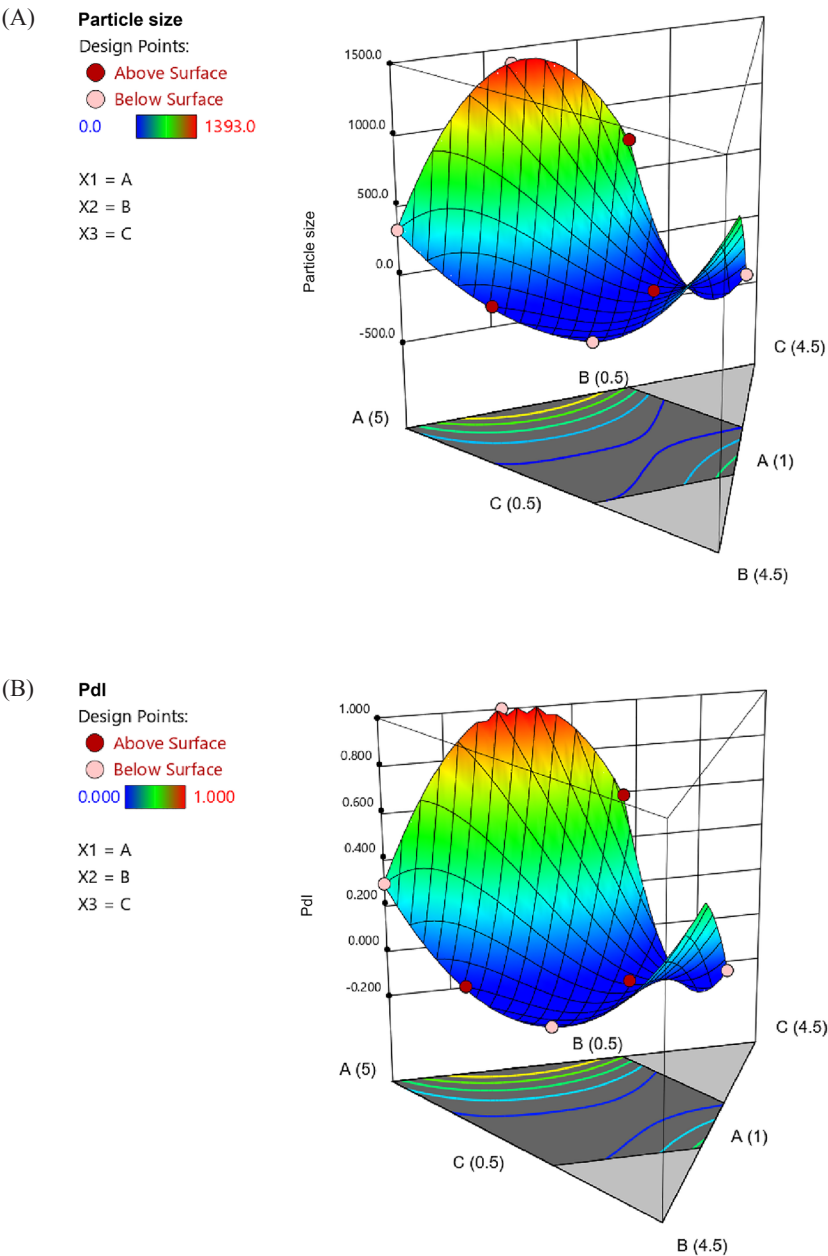 (A)
Particle size
Design Points:
Above Surface
Below Surface
0.0 1393.0
X1 = A
X2 = B
X3 = C
Particle size
1500.0
1000.0
500.0
0.0
-500.0
A (5)
B (0.5)
C (4.5)
A (1)
C (0.5)
B (4.5)
(B)
PdI
Design Points:
Above Surface
Below Surface
0.000 1.000
X1 = A
X2 = B
X3 = C
PdI
1.000
0.800
0.600
0.400
0.200
0.000
-0.200
A (5)
B (0.5)
C (4.5)
A (1)
C (0.5)
B (4.5)